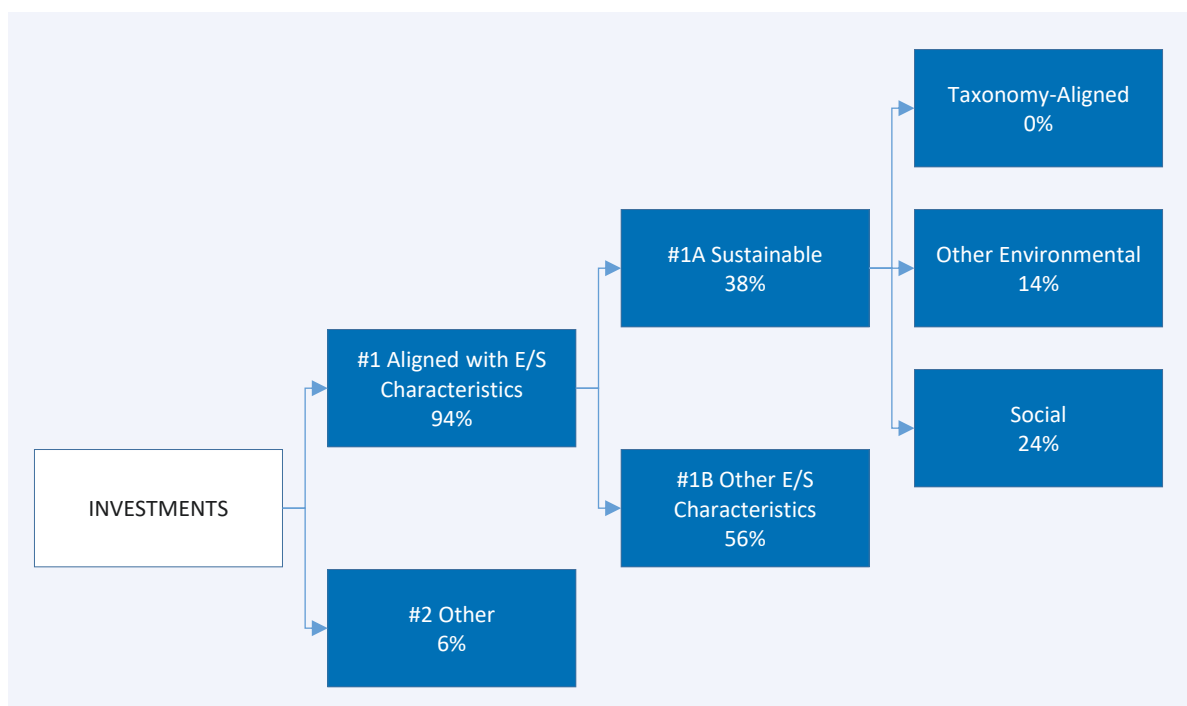 INVESTMENTS
#1 Aligned with E/S
Characteristics
94%
#2 Other
6%
#1A Sustainable
38%
#1B Other E/S
Characteristics
56%
Taxonomy-Aligned
0%
Other Environmental
14%
Social
24%